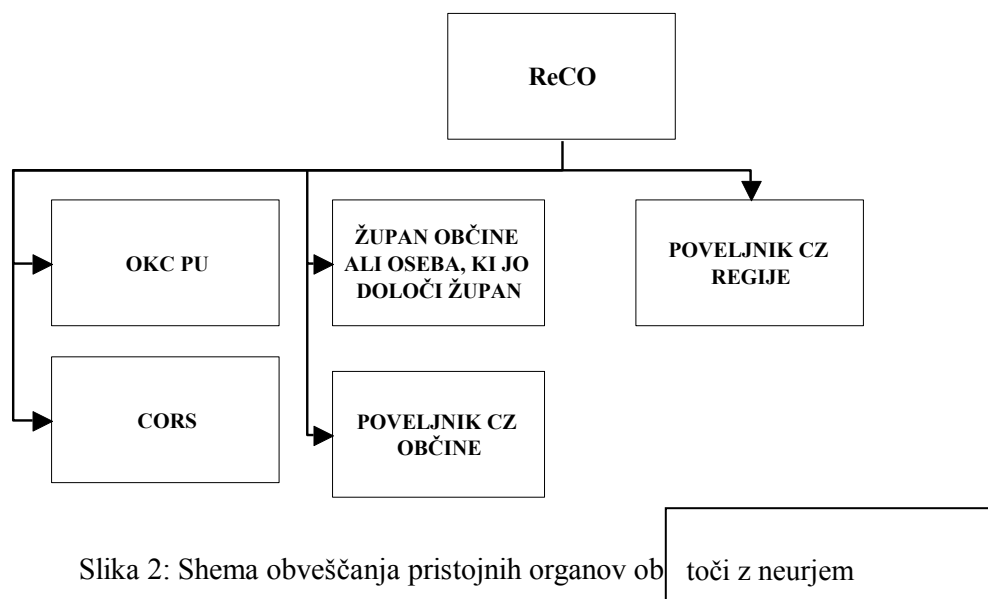 ReCO
OKC PU
ŽUPAN OBČINE
ALI OSEBA, KI JO
DOLOČI ŽUPAN
POVELJNIK CZ
REGIJE
CORS
POVELJNIK CZ
OBČINE
Slika 2: Shema obveščanja pristojnih organov ob toči z neurjem